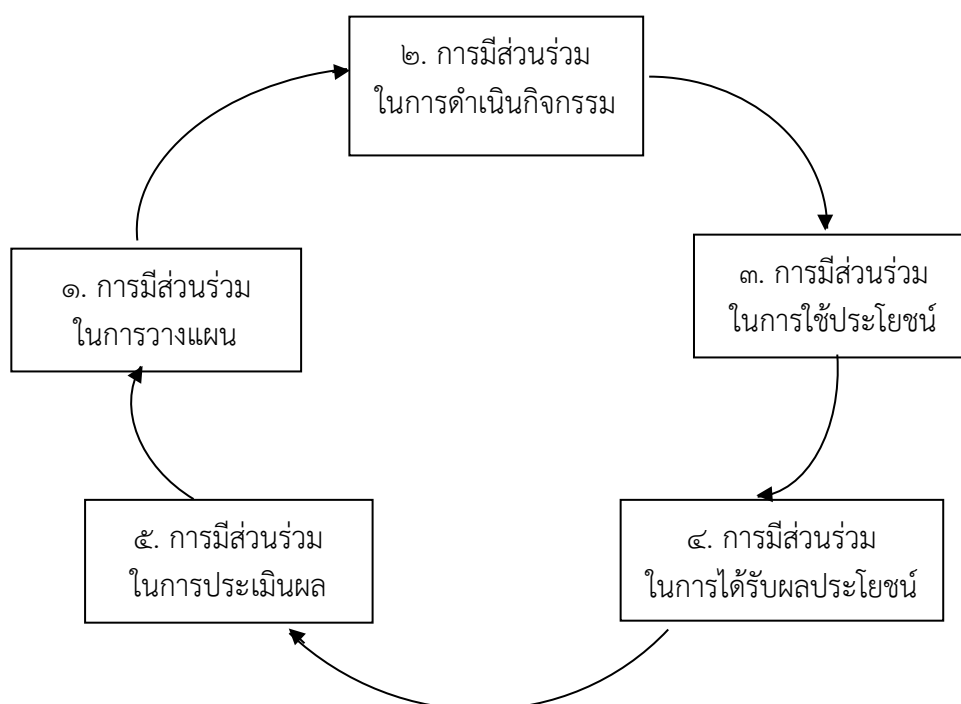 ๒. การมีส่วนร่วม
ในการดำเนินกิจกรรม
๑. การมีส่วนร่วม
ในการวางแผน
๓. การมีส่วนร่วม
ในการใช้ประโยชน์
๕. การมีส่วนร่วม
ในการประเมินผล
๔. การมีส่วนร่วม
ในการได้รับผลประโยชน์